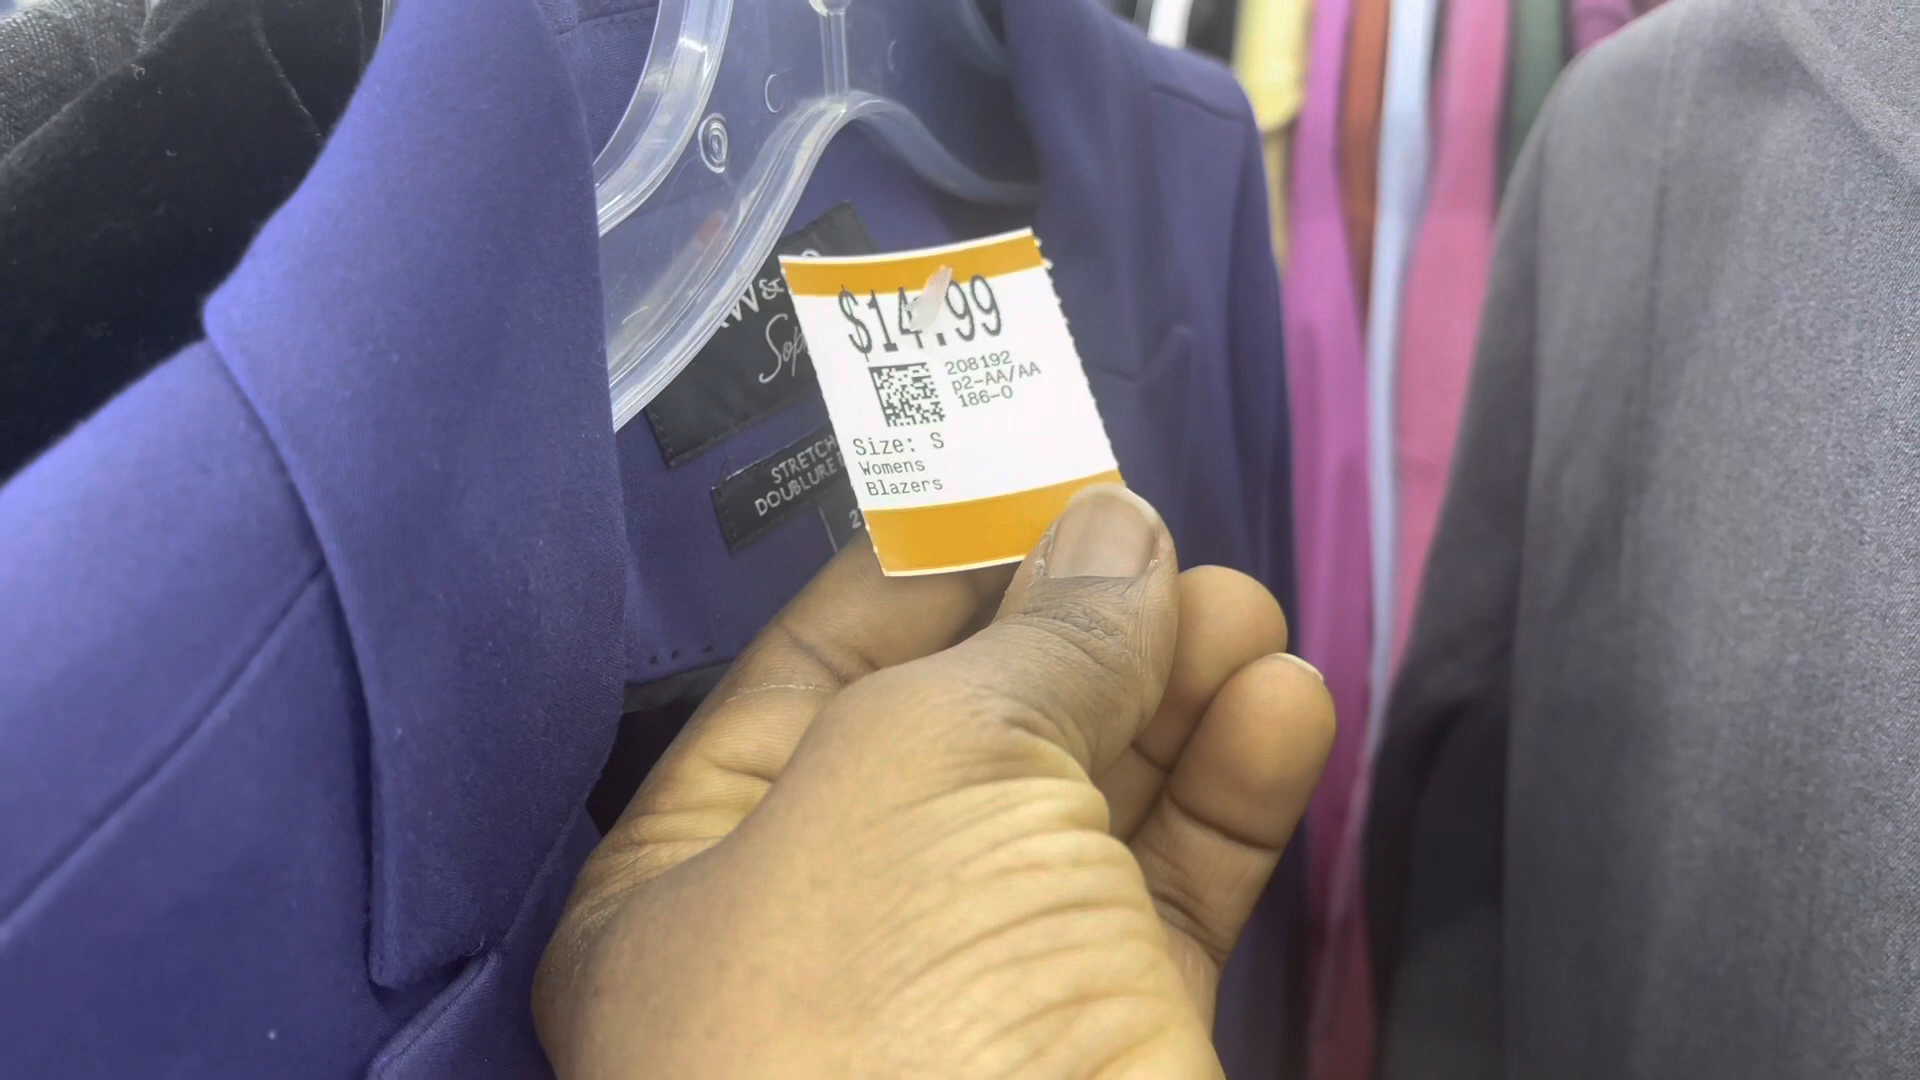 $14.99
208192
p2-AA/AA
186-0
Size: S
Womens
Blazers
W&
STRETCH
DOUBLURE